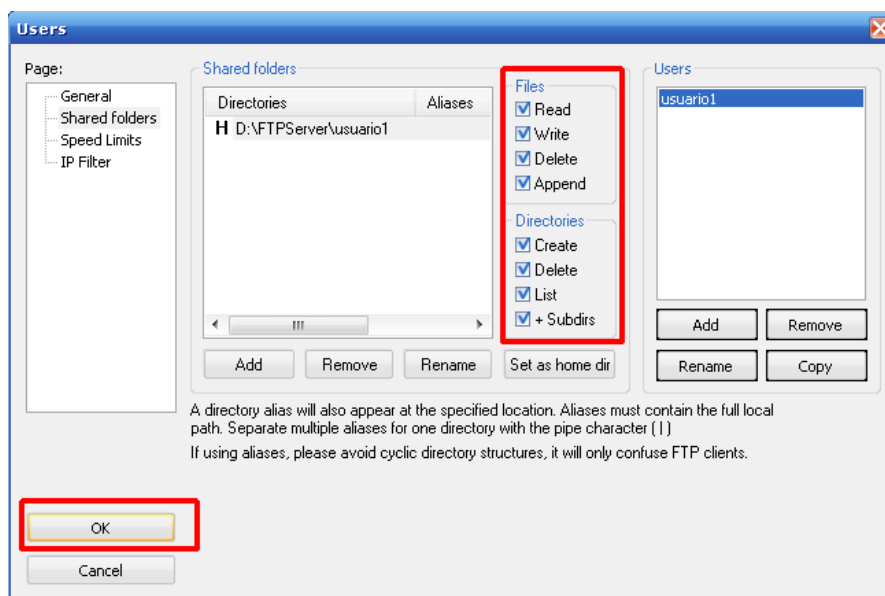 Users
Page:
General
Shared folders
Speed Limits
IP Filter
Shared folders
Directories Aliases
H D:\FTPServer\usuario1
Files
Read
Write
Delete
Append
Directories
Create
Delete
List
+ Subdirs
Add Remove Rename Set as home dir
Users
usuario1
Add Remove
Rename Copy
A directory alias will also appear at the specified location. Aliases must contain the full local
path. Separate multiple aliases for one directory with the pipe character ( | )
If using aliases, please avoid cyclic directory structures, it will only confuse FTP clients.
OK
Cancel